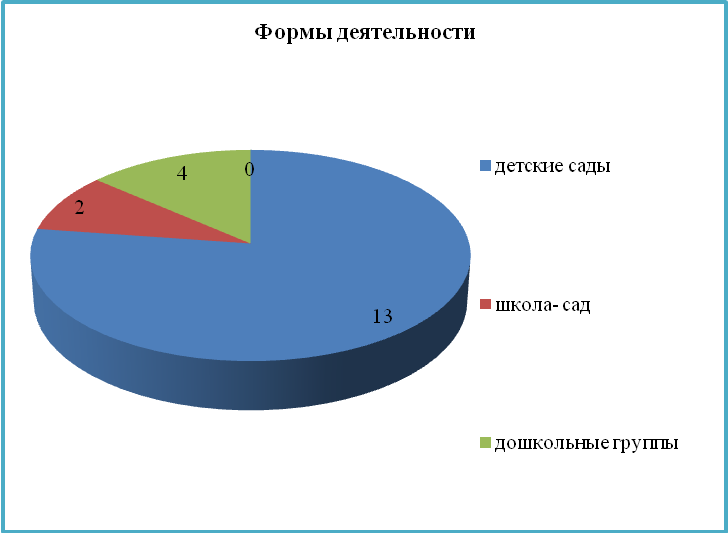 Формы деятельности
4
0
2
13
детские сады
школа- сад
дошкольные группы